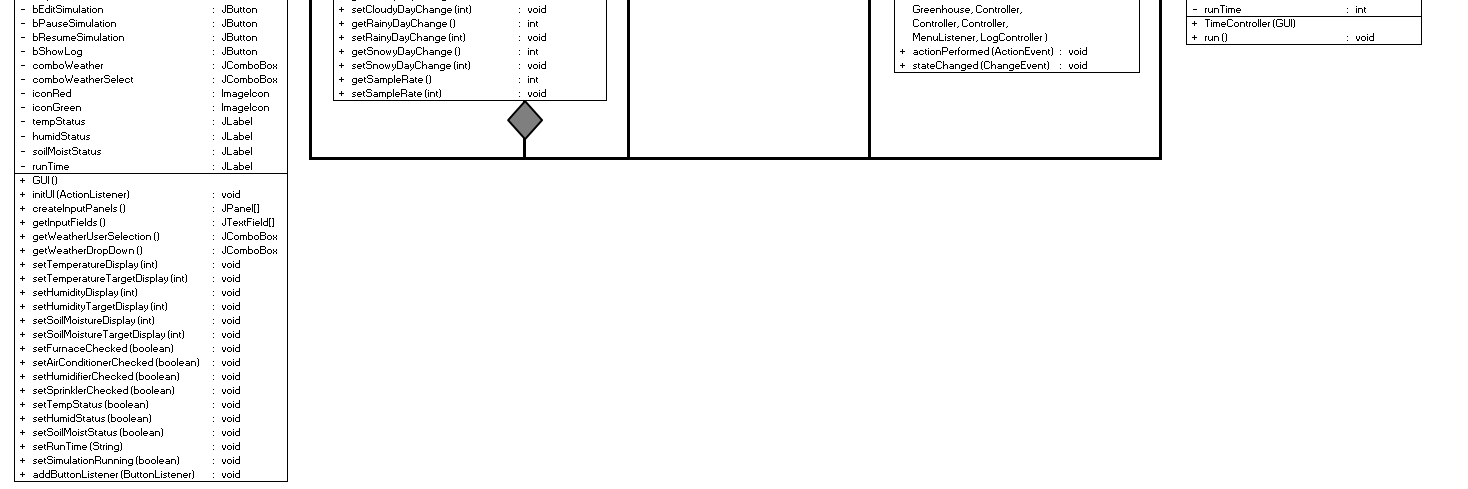 - bEditSimulation : JButton
- bPauseSimulation : JButton
- bResumeSimulation : JButton
- bShowLog : JButton
- comboWeather : JComboBox
- comboWeatherSelect : JComboBox
- iconRed : ImageIcon
- iconGreen : ImageIcon
- tempStatus : JLabel
- humidStatus : JLabel
- soilMoistStatus : JLabel
- runTime : JLabel
+ GUI()
+ initUI(ActionListener) : void
+ createInputPanels() : JPanel[]
+ getInputFields() : JTextField[]
+ getWeatherUserSelection() : JComboBox
+ getWeatherDropDown() : JComboBox
+ setTemperatureDisplay(int) : void
+ setTemperatureTargetDisplay(int) : void
+ setHumidityDisplay(int) : void
+ setHumidityTargetDisplay(int) : void
+ setSoilMoistureDisplay(int) : void
+ setSoilMoistureTargetDisplay(int) : void
+ setFurnaceChecked(boolean) : void
+ setAirConditionerChecked(boolean) : void
+ setHumidifierChecked(boolean) : void
+ setSprinklerChecked(boolean) : void
+ setTempStatus(boolean) : void
+ setHumidStatus(boolean) : void
+ setSoilMoistStatus(boolean) : void
+ setRunTime(String) : void
+ setSimulationRunning(boolean) : void
+ addButtonListener(ButtonListener) : void
+ setCloudyDayChange(int) : void
+ getRainyDayChange() : int
+ setRainyDayChange(int) : void
+ getSnowyDayChange() : int
+ setSnowyDayChange(int) : void
+ getSampleRate() : int
+ setSampleRate(int) : void
Greenhouse, Controller,
Controller, Controller,
MenuListener, LogController)
+ actionPerformed(ActionEvent) : void
+ stateChanged(ChangeEvent) : void
- runTime : int
+ TimeController(GUI)
+ run() : void